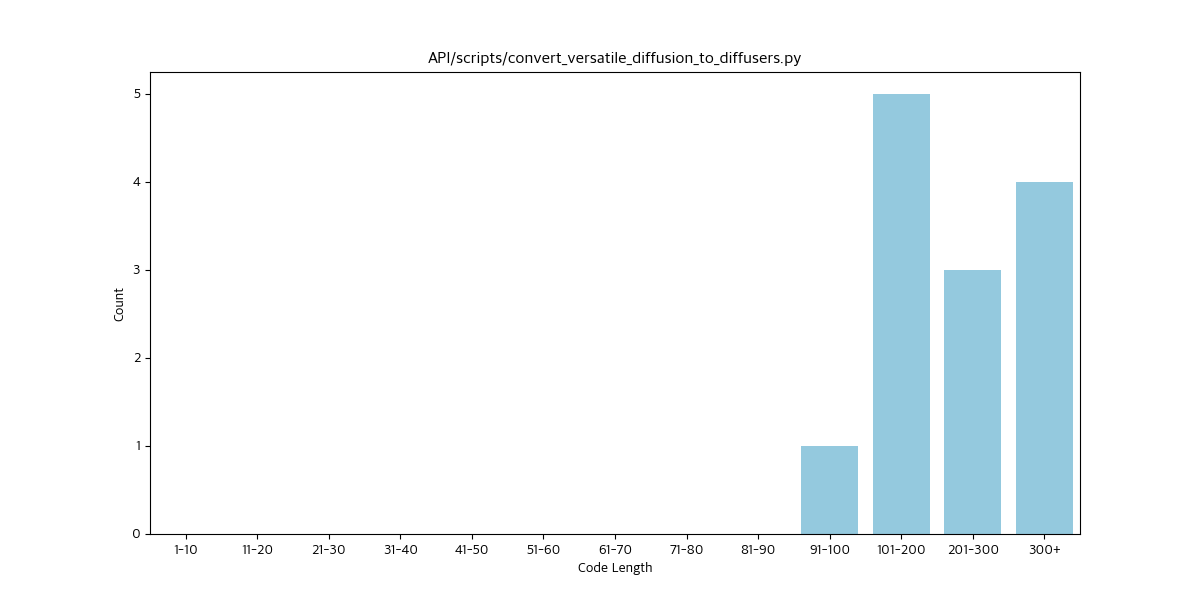 API/scripts/convert_versatile_diffusion_to_diffusers.py
Count
5
4
3
2
1
0
1-10 11-20 21-30 31-40 41-50 51-60 61-70 71-80 81-90 91-100 101-200 201-300 300+
Code Length